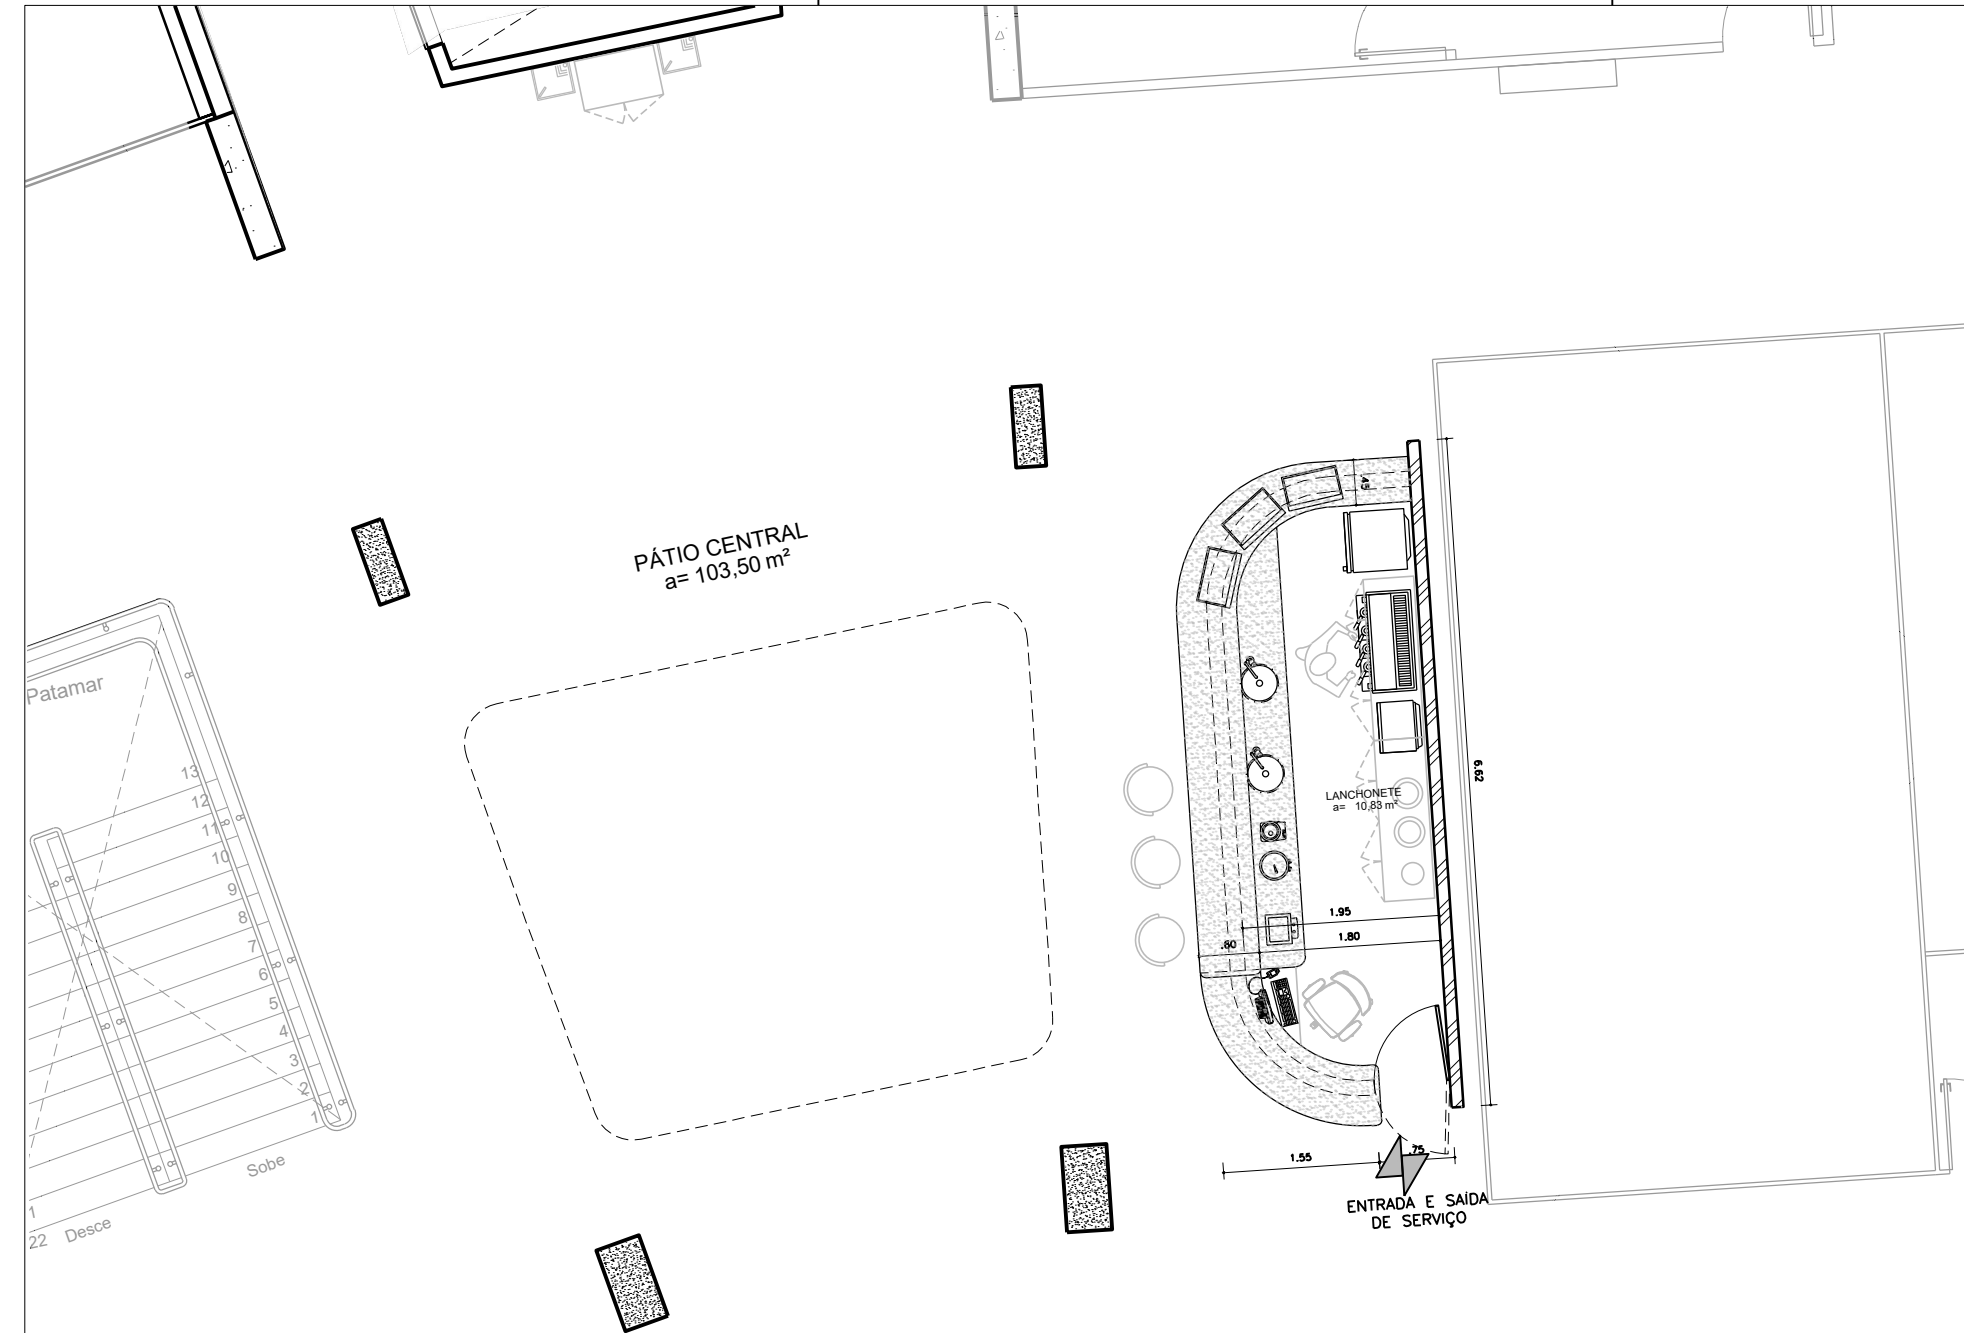 PÁTIO CENTRAL
a= 103,50 m²
.45
6.62
LANCHONETE
a= 10,83 m²
1.95
1.80
.60
1.55
.75
ENTRADA E SAÍDA
DE SERVIÇO
Patamar
13
12
11
10
9
8
7
6
5
4
3
2
1
Sobe
1
22
Desce